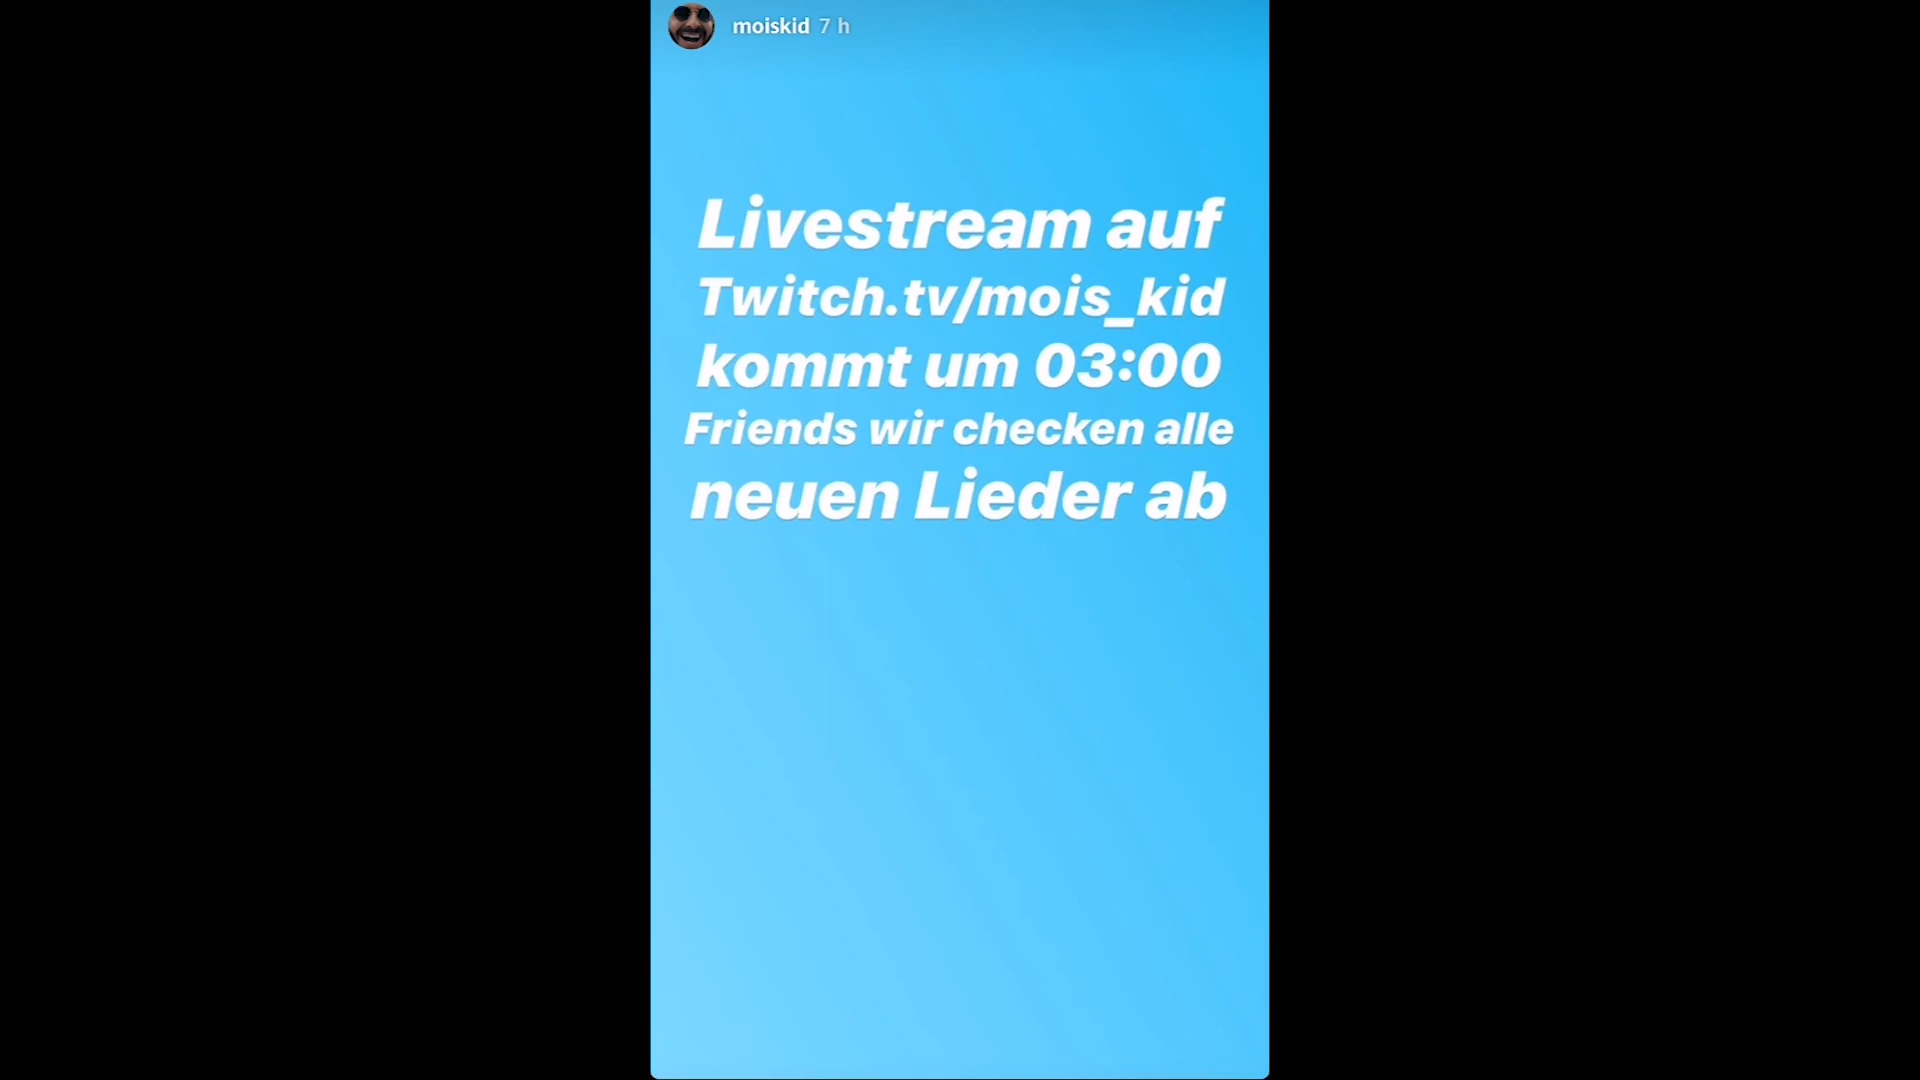 moiskid 7 h
Livestream auf
Twitch.tv/mois_kid
kommt um 03:00
Friends wir checken alle
neuen Lieder ab